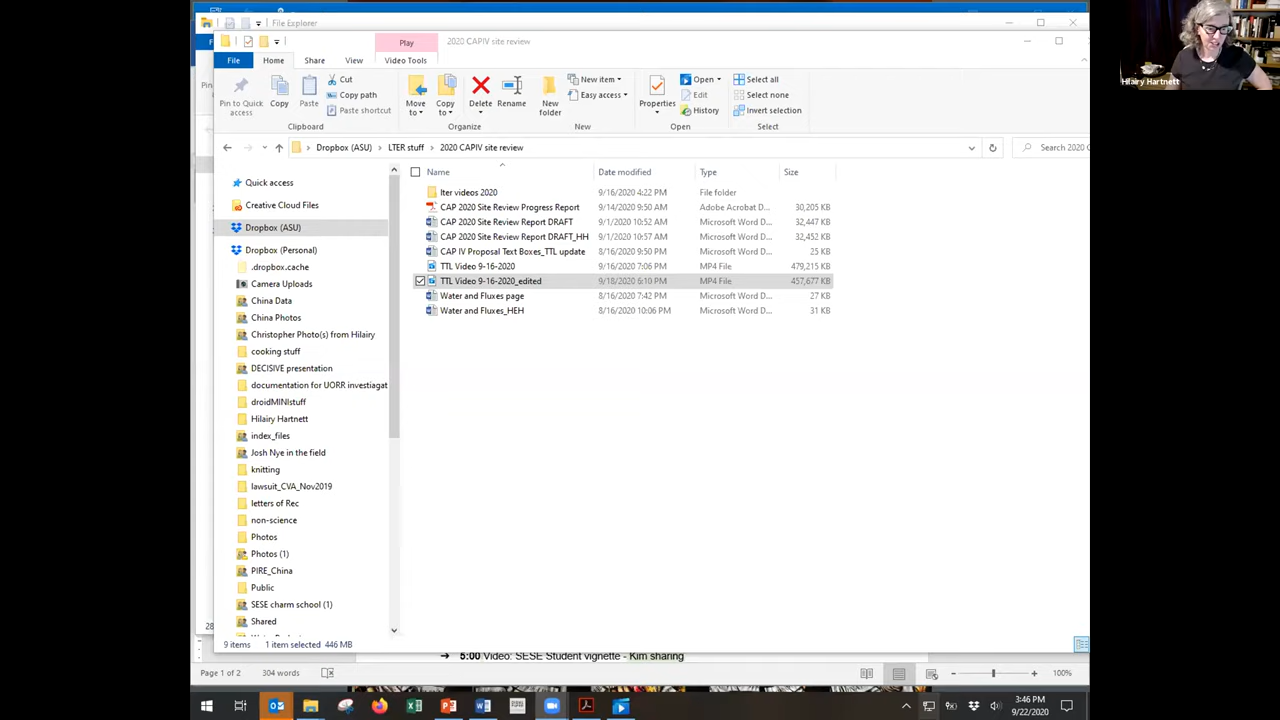 File Explorer
Play
2020 CAPIV site review
File Home Share View Video Tools
Pin to Quick access
Copy
Paste
Cut
Copy path
Paste shortcut
Clipboard
Move to
Copy to
Delete
Rename
Organize
New folder
New item
Easy access
New
Properties
Open
Edit
History
Open
Select all
Select none
Invert selection
Select
Dropbox (ASU) > LTER stuff > 2020 CAPIV site review
Search 2020 C
Name Date modified Type Size
lter videos 2020 9/16/2020 4:22 PM File folder
CAP 2020 Site Review Progress Report 9/14/2020 9:50 AM Adobe Acrobat D... 30,205 KB
CAP 2020 Site Review Report DRAFT 9/1/2020 10:52 AM Microsoft Word D... 32,447 KB
CAP 2020 Site Review Report DRAFT_HH 9/1/2020 10:57 AM Microsoft Word D... 32,452 KB
CAP IV Proposal Text Boxes_TTL update 8/16/2020 9:50 PM Microsoft Word D... 25 KB
TTL Video 9-16-2020 9/16/2020 7:06 PM MP4 File 479,215 KB
TTL Video 9-16-2020_edited 9/18/2020 6:10 PM MP4 File 457,677 KB
Water and Fluxes page 8/16/2020 7:42 PM Microsoft Word D... 27 KB
Water and Fluxes_HEH 8/16/2020 10:06 PM Microsoft Word D... 31 KB
Quick access
Creative Cloud Files
Dropbox (ASU)
Dropbox (Personal)
.dropbox.cache
Camera Uploads
China Data
China Photos
Christopher Photo(s) from Hilairy
cooking stuff
DECISIVE presentation
documentation for UORR investiagat
droidMINIstuff
Hilairy Hartnett
index_files
Josh Nye in the field
knitting
lawsuit_CVA_Nov2019
letters of Rec
non-science
Photos
Photos (1)
PIRE_China
Public
SESE charm school (1)
Shared
9 items 1 item selected 446 MB
➔ 5:00 Video: SESE Student vignette - Kim sharing
Page 1 of 2 304 words
100%
3:46 PM
9/22/2020
Hilairy Hartnett